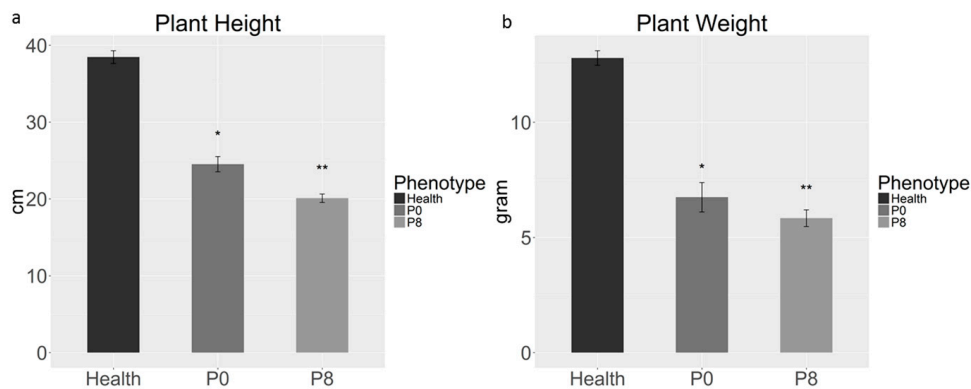 a
Plant Height
40
30
20
10
0
cm
*
**
Health
P0
P8
Phenotype
Health
P0
P8
b
Plant Weight
10
5
0
gram
*
**
Health
P0
P8
Phenotype
Health
P0
P8